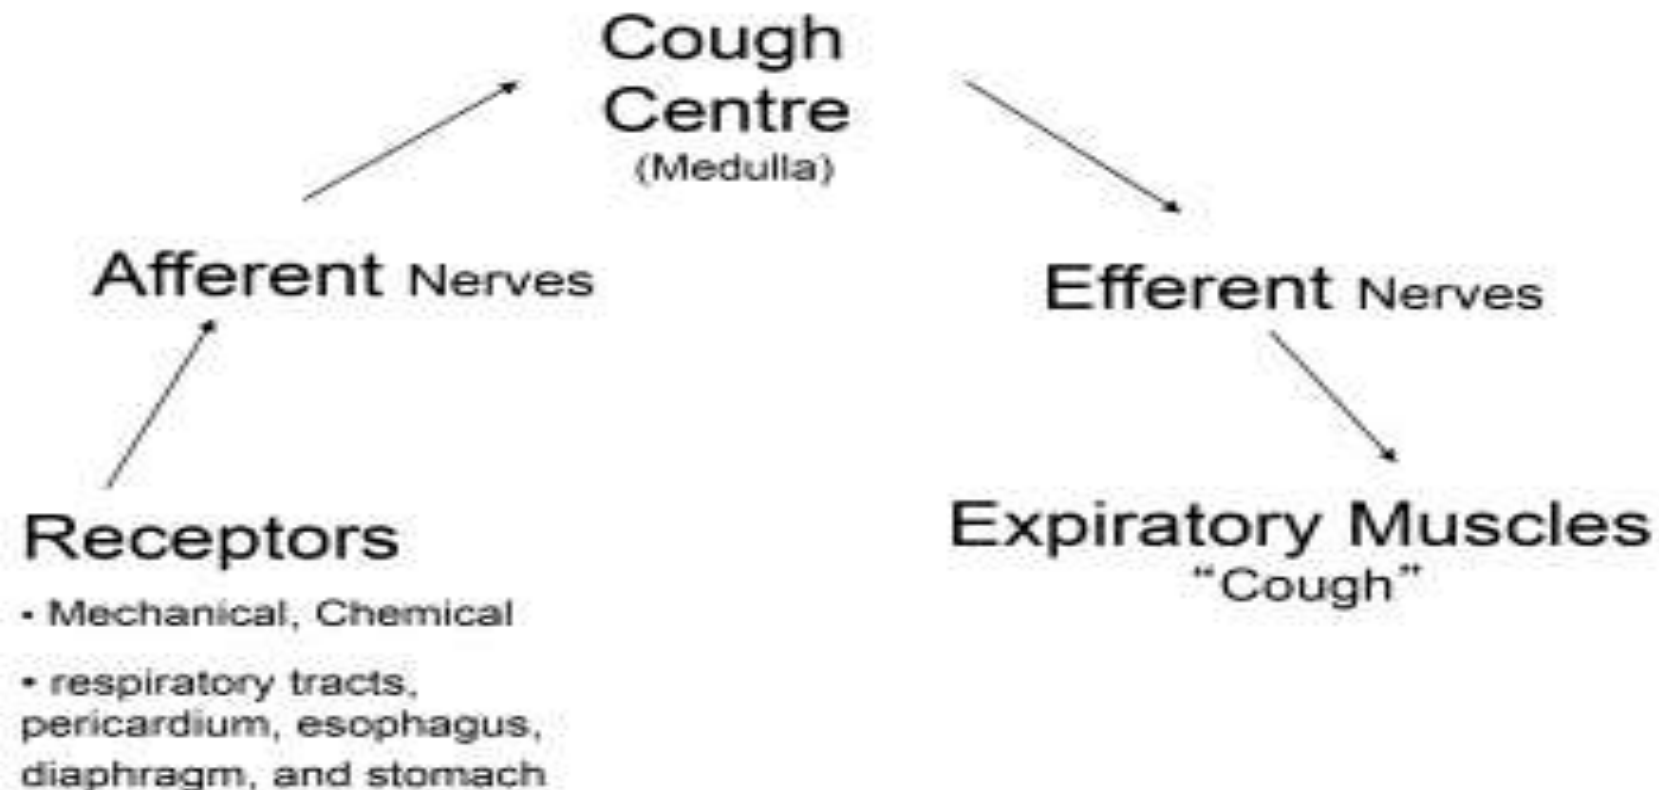 Cough
Centre
(Medulla)
Afferent Nerves
Efferent Nerves
Receptors
• Mechanical, Chemical
• respiratory tracts,
pericardium, esophagus,
diaphragm, and stomach
Expiratory Muscles
“Cough”